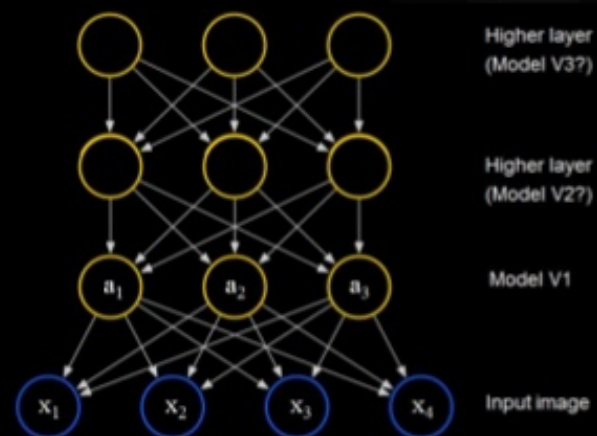 Higher layer
(Model V3?)
Higher layer
(Model V2?)
a1 a2 a3
Model V1
x1 x2 x3 x4
Input image